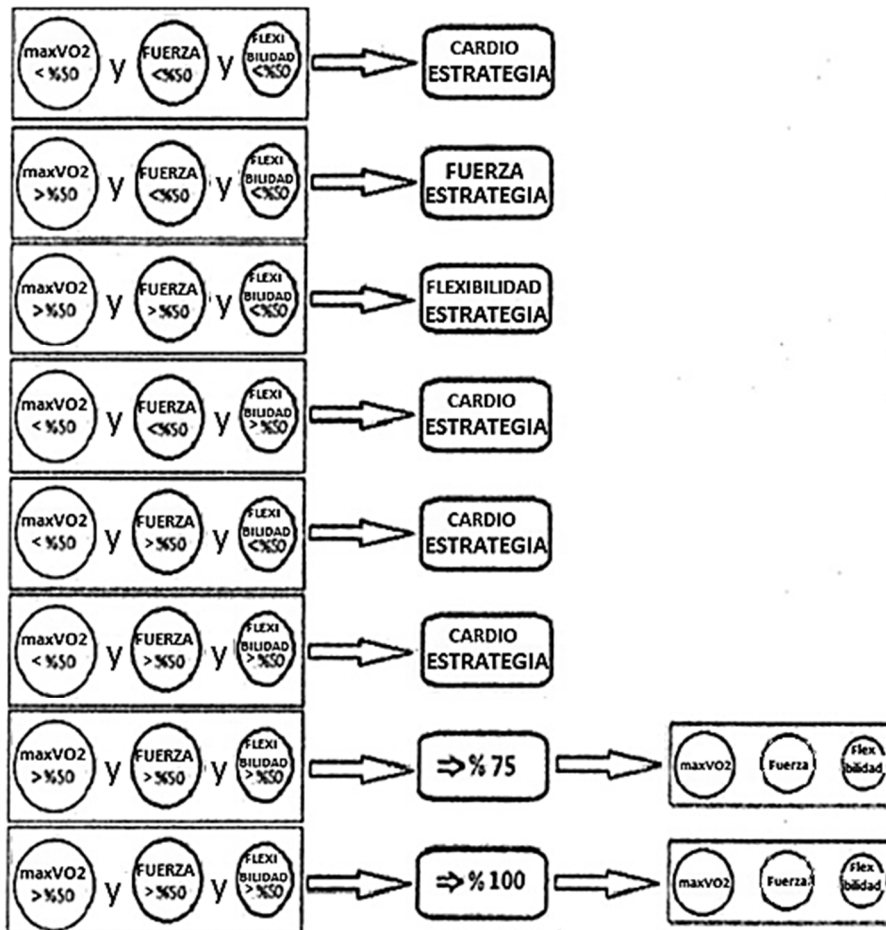 maxVO2
< %50
y
FUERZA
<%50
y
FLEXI
BILIDAD
<%50
CARDIO
ESTRATEGIA
maxVO2
>%50
y
FUERZA
<%50
y
FLEXI
BILIDAD
<%50
FUERZA
ESTRATEGIA
maxVO2
>%50
y
FUERZA
>%50
y
FLEXI
BILIDAD
<%50
FLEXIBILIDAD
ESTRATEGIA
maxVO2
< %50
y
FUERZA
<%50
y
FLEXI
BILIDAD
>%50
CARDIO
ESTRATEGIA
maxVO2
< %50
y
FUERZA
>%50
y
FLEXI
BILIDAD
<%50
CARDIO
ESTRATEGIA
maxVO2
< %50
y
FUERZA
>%50
y
FLEXI
BILIDAD
>%50
CARDIO
ESTRATEGIA
maxVO2
>%50
y
FUERZA
>%50
y
FLEXI
BILIDAD
>%50
⇒% 75
maxVO2
Fuerza
Flex
ibilidad
maxVO2
>%50
y
FUERZA
>%50
y
FLEXI
BILIDAD
>%50
⇒% 100
maxVO2
Fuerza
Flex
ibilidad